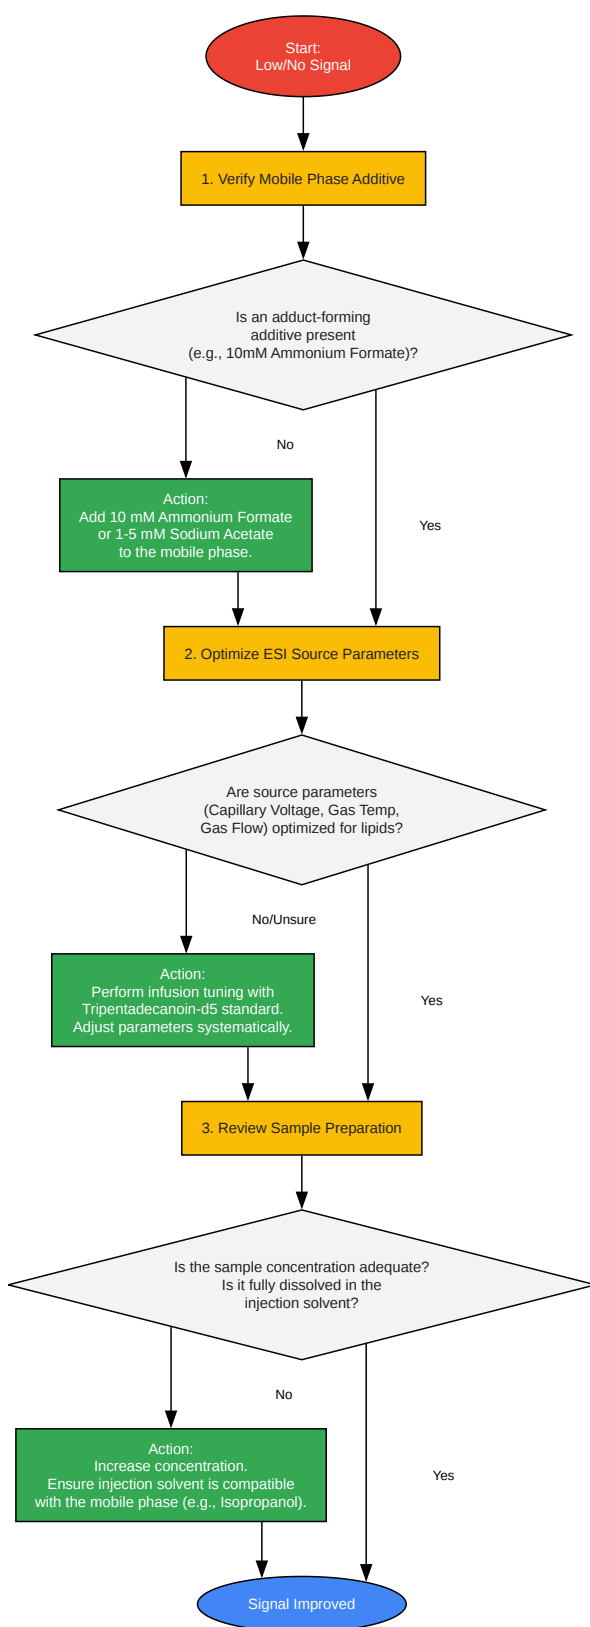 Start:
Low/No Signal
1. Verify Mobile Phase Additive
Is an adduct-forming
additive present
(e.g., 10mM Ammonium Formate)?
No
Action:
Add 10 mM Ammonium Formate
or 1-5 mM Sodium Acetate
to the mobile phase.
Yes
2. Optimize ESI Source Parameters
Are source parameters
(Capillary Voltage, Gas Temp,
Gas Flow) optimized for lipids?
No/Unsure
Action:
Perform infusion tuning with
Tripentadecanoin-d5 standard.
Adjust parameters systematically.
Yes
3. Review Sample Preparation
Is the sample concentration adequate?
Is it fully dissolved in the
injection solvent?
No
Action:
Increase concentration.
Ensure injection solvent is compatible
with the mobile phase (e.g., Isopropanol).
Yes
Signal Improved